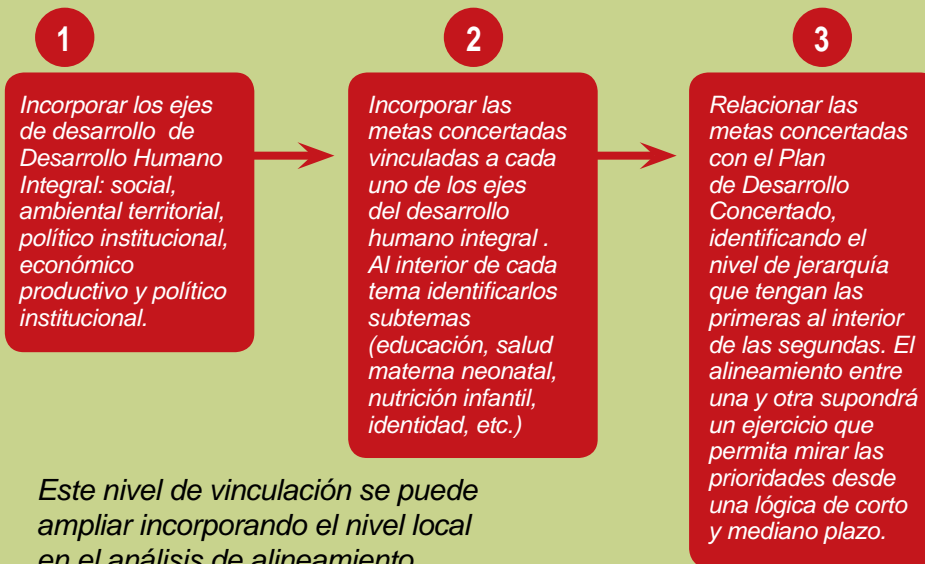 1
Incorporar los ejes
de desarrollo de
Desarrollo Humano
Integral: social,
ambiental territorial,
político institucional,
económico
productivo y político
institucional.
2
Incorporar las
metas concertadas
vinculadas a cada
uno de los ejes
del desarrollo
humano integral .
Al interior de cada
tema identificarlos
subtemas
(educación, salud
materna neonatal,
nutrición infantil,
identidad, etc.)
3
Relacionar las
metas concertadas
con el Plan
de Desarrollo
Concertado,
identificando el
nivel de jerarquía
que tengan las
primeras al interior
de las segundas. El
alineamiento entre
una y otra supondrá
un ejercicio que
permita mirar las
prioridades desde
una lógica de corto
y mediano plazo.
Este nivel de vinculación se puede
ampliar incorporando el nivel local
en el análisis de alineamiento